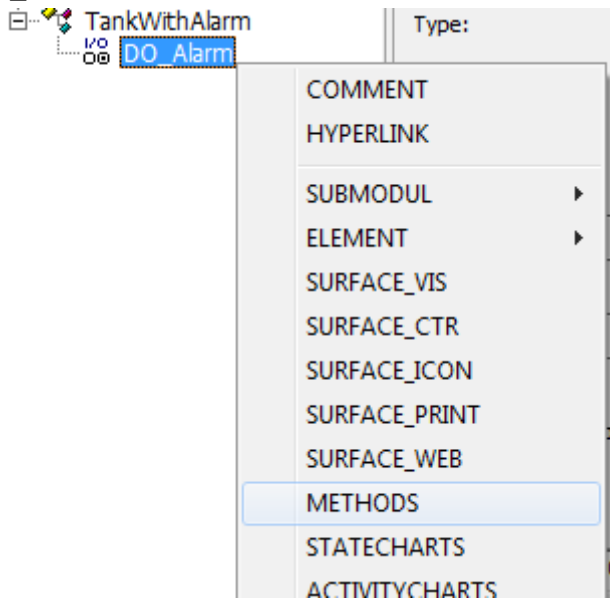 TankWithAlarm
Type:
I/O
DO_Alarm
COMMENT
HYPERLINK
SUBMODUL
ELEMENT
SURFACE_VIS
SURFACE_CTR
SURFACE_ICON
SURFACE_PRINT
SURFACE_WEB
METHODS
STATECHARTS
ACTIVITYCHARTS